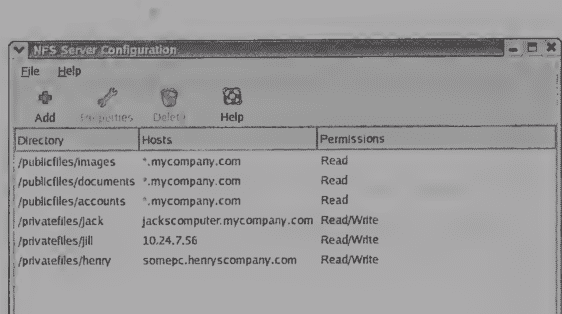 NFS Server Configuration
File Help
Add Properties Delete Help
Directory Hosts Permissions
/publicfiles/images *.mycompany.com Read
/publicfiles/documents *.mycompany.com Read
/publicfiles/accounts *.mycompany.com Read
/privatefiles/jack jackscomputer.mycompany.com Read/Write
/privatefiles/jill 10.24.7.56 Read/Write
/privatefiles/henry somepc.henryscompany.com Read/Write